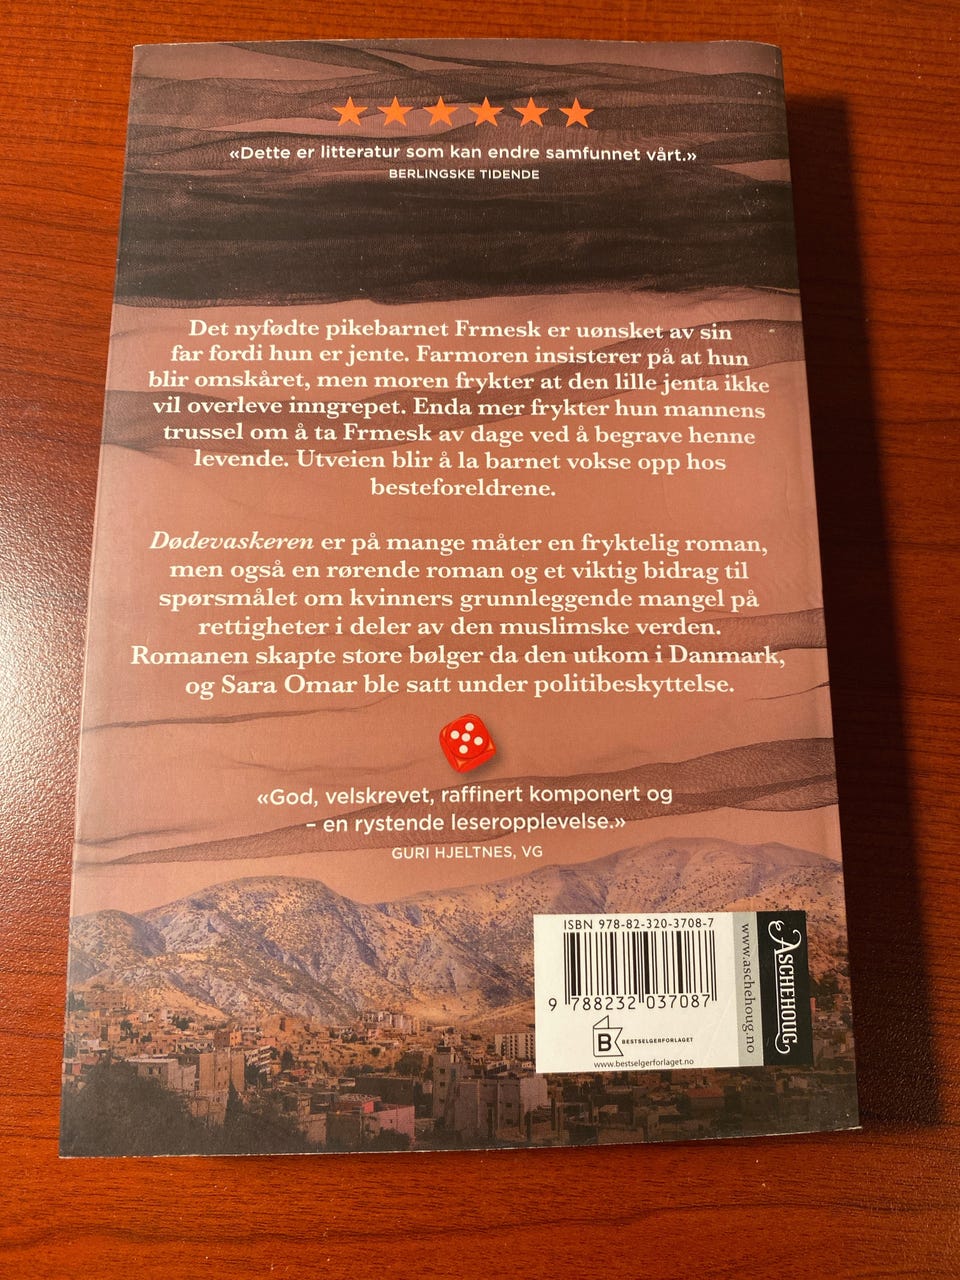 «Dette er litteratur som kan endre samfunnet vårt.»
BERLINGSKE TIDENDE
Det nyfødte pikebarnet Frmesk er uønsket av sin
far fordi hun er jente. Farmoren insisterer på at hun
blir omskåret, men moren frykter at den lille jenta ikke
vil overleve inngrepet. Enda mer frykter hun mannens
trussel om å ta Frmesk av dage ved å begrave henne
levende. Utveien blir å la barnet vokse opp hos
besteforeldrene.
Dødevaskeren er på mange måter en fryktelig roman,
men også en rørende roman og et viktig bidrag til
spørsmålet om kvinners grunnleggende mangel på
rettigheter i deler av den muslimske verden.
Romanen skapte store bølger da den utkom i Danmark,
og Sara Omar ble satt under politibeskyttelse.
«God, velskrevet, raffinert komponert og
– en rystende leseropplevelse.»
GURI HJELTNES, VG
ISBN 978-82-320-3708-7
9 788232 037087
B BESTSELGERFORLAGET
www.bestselgerforlaget.no
www.aschehoug.no
ASCHEHOUG